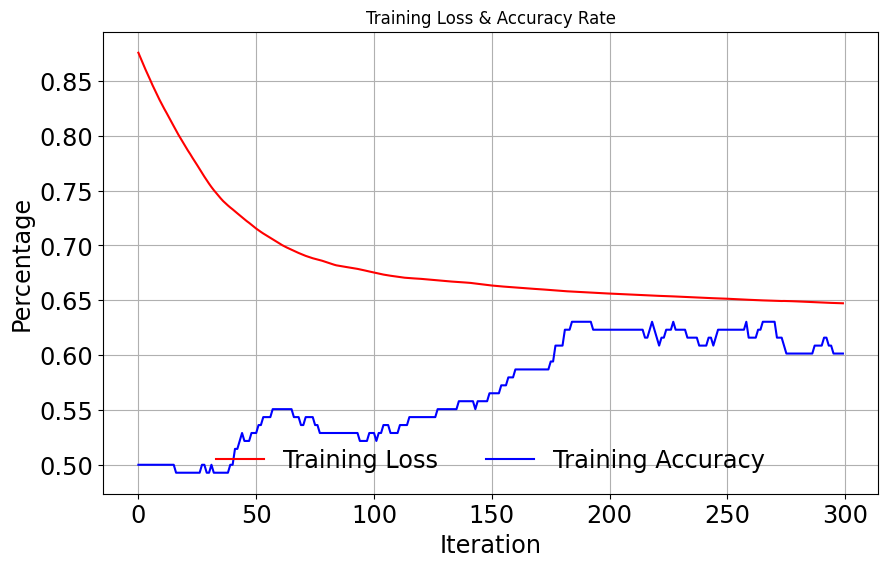 Training Loss & Accuracy Rate
0.85
0.80
0.75
0.70
0.65
0.60
0.55
0.50
Percentage
Training Loss Training Accuracy
0 50 100 150 200 250 300
Iteration